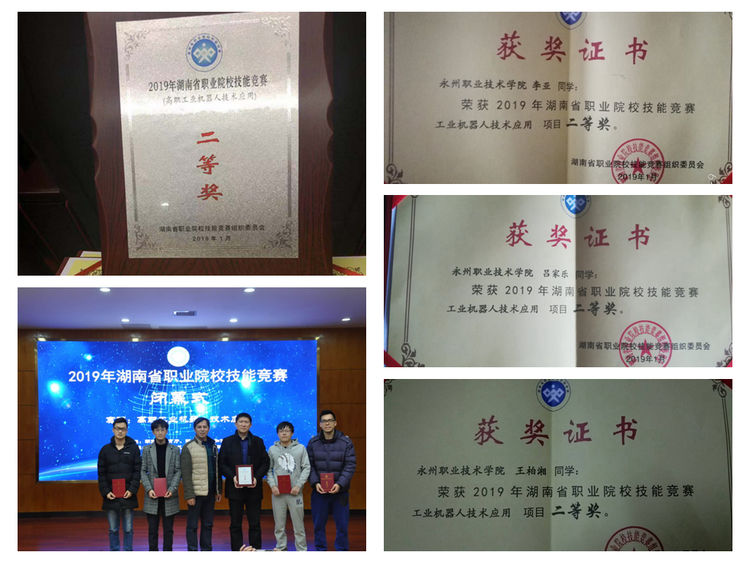 2019年湖南省职业院校技能竞赛
(高职工业机器人技术应用)
二等奖
湖南省职业院校技能竞赛组织委员会
2019年1月
2019年湖南省职业院校技能竞赛
闭幕式
获奖证书
永州职业技术学院 李亚 同学:
荣获2019年湖南省职业院校技能竞赛
工业机器人技术应用 项目二等奖。
湖南省职业院校技能竞赛组织委员会
2019年1月
获奖证书
永州职业技术学院 吕家乐 同学:
荣获2019年湖南省职业院校技能竞赛
工业机器人技术应用 项目二等奖。
湖南省职业院校技能竞赛组织委员会
2019年1月
获奖证书
永州职业技术学院 王柏湘 同学:
荣获2019年湖南省职业院校技能竞赛
工业机器人技术应用 项目二等奖。